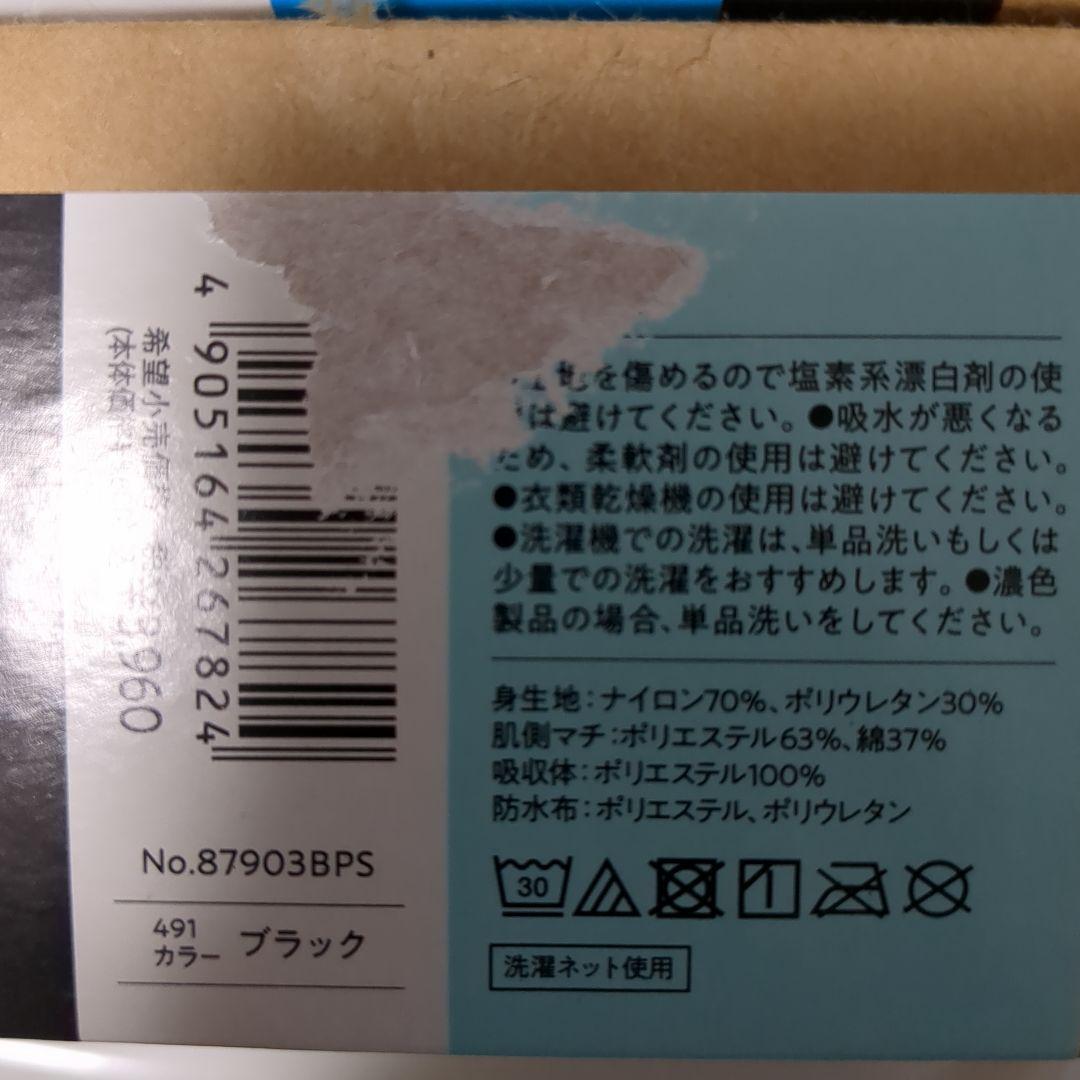 4 905164 267824
希望小売価格
(本体価格
3,960
No.87903BPS
491
カラー ブラック
生地を傷めるので塩素系漂白剤の使
は避けてください。●吸水が悪くなる
ため、柔軟剤の使用は避けてください。
●衣類乾燥機の使用は避けてください。
●洗濯機での洗濯は、単品洗いもしくは
少量での洗濯をおすすめします。●濃色
製品の場合、単品洗いをしてください。
身生地：ナイロン70%、ポリウレタン30%
肌側マチ：ポリエステル63%、綿37%
吸収体：ポリエステル100%
防水布：ポリエステル、ポリウレタン
30
洗濯ネット使用